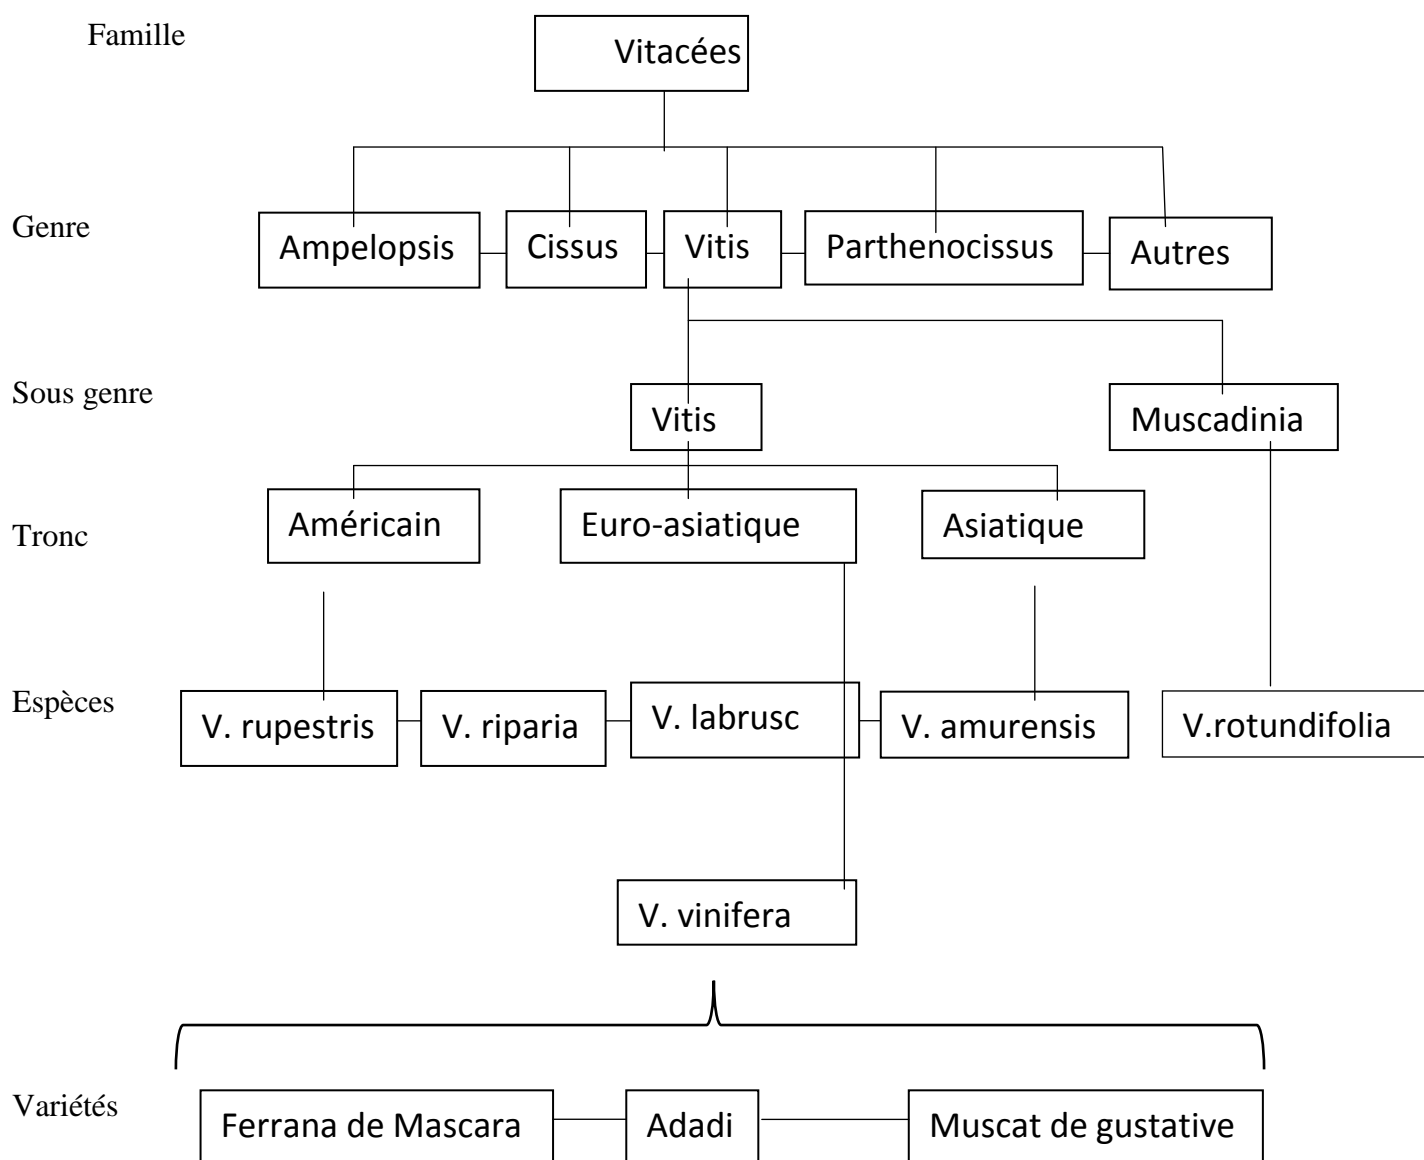 Famille
Vitacées
Genre
Ampelopsis
Cissus
Vitis
Parthenocissus
Autres
Sous genre
Vitis
Muscadinia
Tronc
Américain
Euro-asiatique
Asiatique
Espèces
V. rupestris
V. riparia
V. labrusc
V. amurensis
V.rotundifolia
V. vinifera
Variétés
Ferrana de Mascara
Adadi
Muscat de gustative